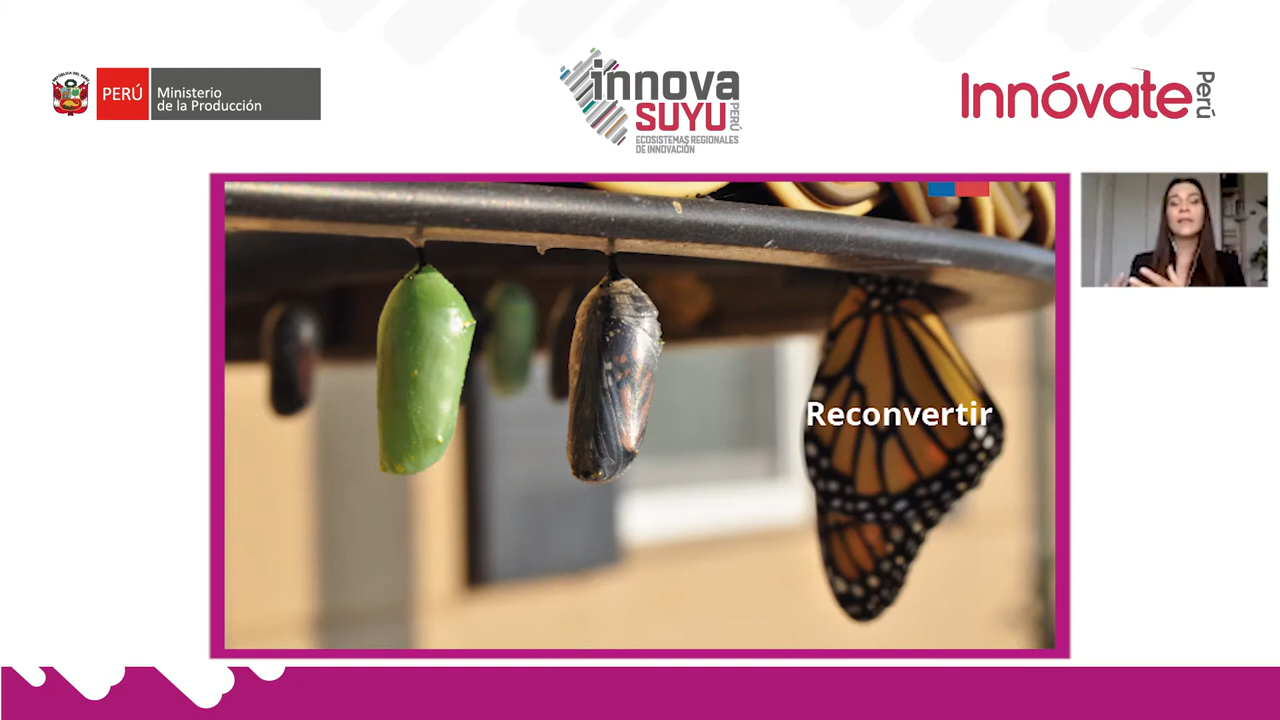 PERÚ
Ministerio
de la Producción
innova
SUYU
PERÚ
ECOSISTEMAS REGIONALES
DE INNOVACIÓN
Innóvate
Perú
Reconvertir